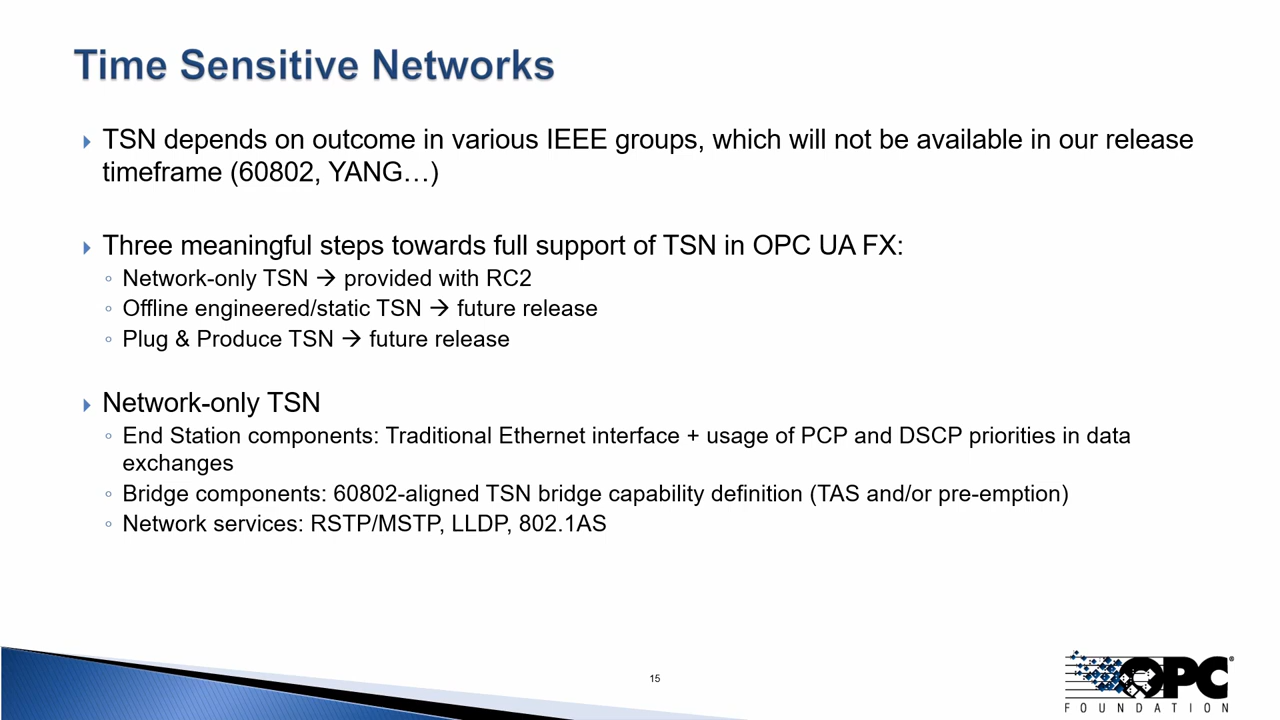 Time Sensitive Networks
TSN depends on outcome in various IEEE groups, which will not be available in our release
timeframe (60802, YANG…)
Three meaningful steps towards full support of TSN in OPC UA FX:
Network-only TSN → provided with RC2
Offline engineered/static TSN → future release
Plug & Produce TSN → future release
Network-only TSN
End Station components: Traditional Ethernet interface + usage of PCP and DSCP priorities in data
exchanges
Bridge components: 60802-aligned TSN bridge capability definition (TAS and/or pre-emption)
Network services: RSTP/MSTP, LLDP, 802.1AS
15
OPC®
FOUNDATION